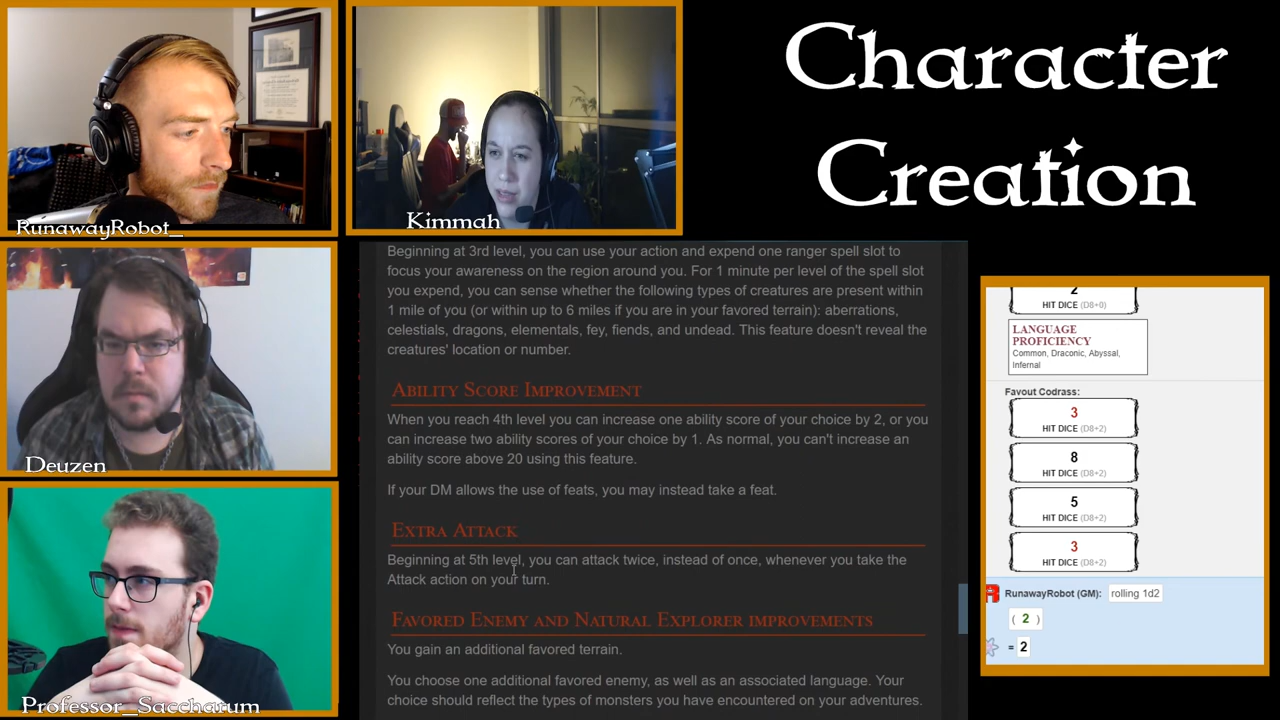 Character
Creation
RunawayRobot_
Kimmah
Deuzen
Professor_Saccharum
Beginning at 3rd level, you can use your action and expend one ranger spell slot to
focus your awareness on the region around you. For 1 minute per level of the spell slot
you expend, you can sense whether the following types of creatures are present within
1 mile of you (or within up to 6 miles if you are in your favored terrain): aberrations,
celestials, dragons, elementals, fey, fiends, and undead. This feature doesn't reveal the
creatures' location or number.
Ability Score Improvement
When you reach 4th level you can increase one ability score of your choice by 2, or you
can increase two ability scores of your choice by 1. As normal, you can't increase an
ability score above 20 using this feature.
If your DM allows the use of feats, you may instead take a feat.
Extra Attack
Beginning at 5th level, you can attack twice, instead of once, whenever you take the
Attack action on your turn.
Favored Enemy and Natural Explorer improvements
You gain an additional favored terrain.
You choose one additional favored enemy, as well as an associated language. Your
choice should reflect the types of monsters you have encountered on your adventures.
2
HIT DICE (D8+0)
LANGUAGE
PROFICIENCY
Common, Draconic, Abyssal,
Infernal
Favout Codrass:
3
HIT DICE (D8+2)
8
HIT DICE (D8+2)
5
HIT DICE (D8+2)
3
HIT DICE (D8+2)
RunawayRobot (GM): rolling 1d2
( 2 )
= 2